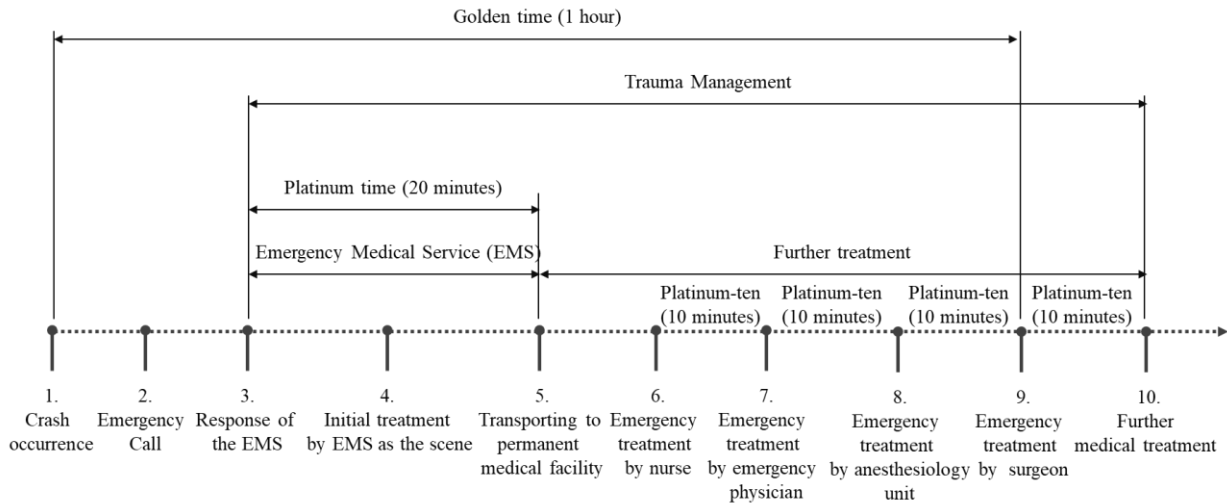 Golden time (1 hour)
Trauma Management
Platinum time (20 minutes)
Emergency Medical Service (EMS)
Further treatment
Platinum-ten
(10 minutes)
Platinum-ten
(10 minutes)
Platinum-ten
(10 minutes)
Platinum-ten
(10 minutes)
1.
Crash
occurrence
2.
Emergency
Call
3.
Response of
the EMS
4.
Initial treatment
by EMS as the scene
5.
Transporting to
permanent
medical facility
6.
Emergency
treatment
by nurse
7.
Emergency
treatment
by emergency
physician
8.
Emergency
treatment
by anesthesiology
unit
9.
Emergency
treatment
by surgeon
10.
Further
medical treatment